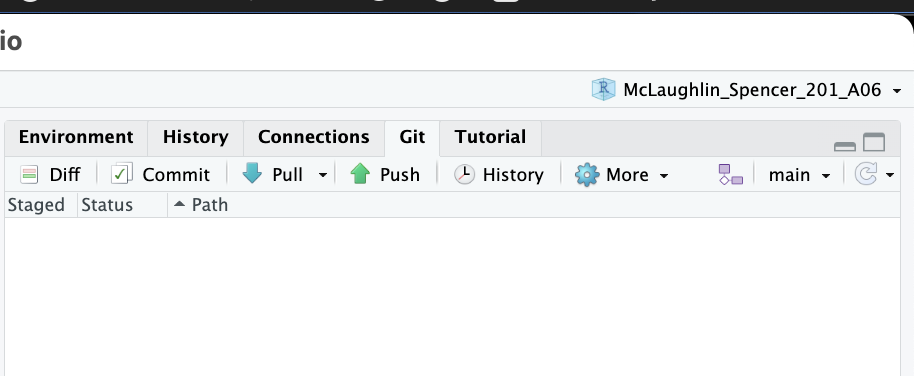 io
McLaughlin_Spencer_201_A06
Environment History Connections Git Tutorial
Diff Commit Pull Push History More main
Staged Status Path